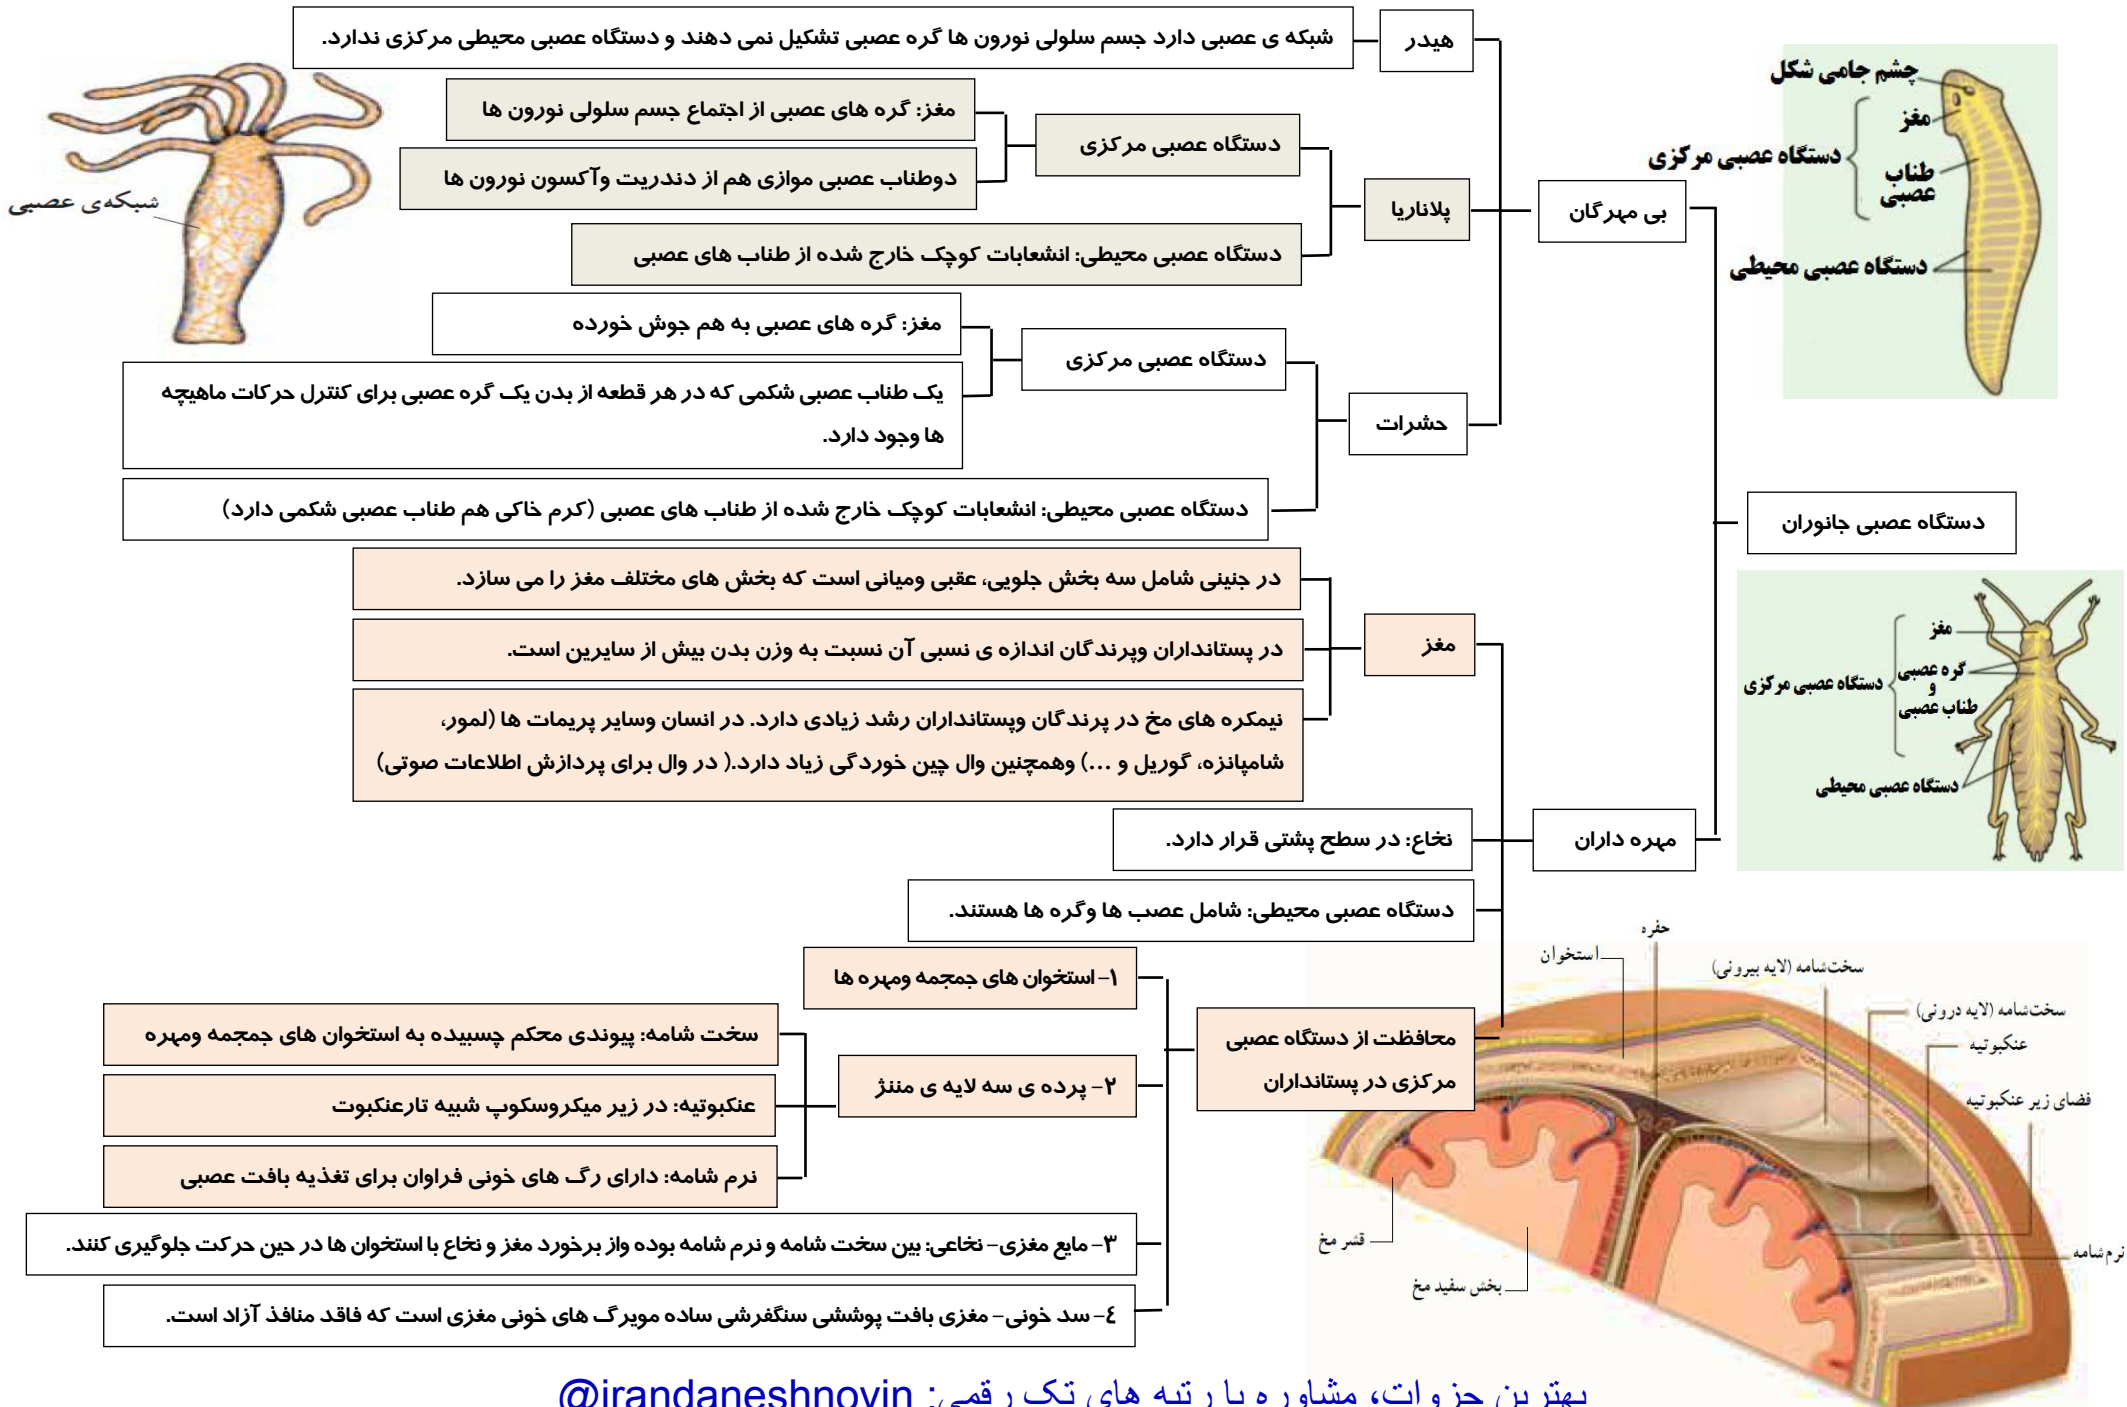 شبکه ی عصبی دارد جسم سلولی نورون ها گره عصبی تشکیل نمی دهند و دستگاه عصبی محیطی مرکزی ندارد.
هیدر
چشم جامی شکل
مغز
دستگاه عصبی مرکزی
طناب
عصبی
دستگاه عصبی محیطی
شبکه‌ی عصبی
مغز: گره های عصبی از اجتماع جسم سلولی نورون ها
دستگاه عصبی مرکزی
دوطناب عصبی موازی هم از دندریت وآکسون نورون ها
پلاناریا
بی مهرگان
دستگاه عصبی محیطی: انشعابات کوچک خارج شده از طناب های عصبی
مغز: گره های عصبی به هم جوش خورده
دستگاه عصبی مرکزی
یک طناب عصبی شکمی که در هر قطعه از بدن یک گره عصبی برای کنترل حرکات ماهیچه
ها وجود دارد.
حشرات
دستگاه عصبی محیطی: انشعابات کوچک خارج شده از طناب های عصبی (کرم خاکی هم طناب عصبی شکمی دارد)
دستگاه عصبی جانوران
در جنینی شامل سه بخش جلویی، عقبی ومیانی است که بخش های مختلف مغز را می سازد.
مغز
در پستانداران وپرندگان اندازه ی نسبی آن نسبت به وزن بدن بیش از سایرین است.
نیمکره های مخ در پرندگان وپستانداران رشد زیادی دارد. در انسان وسایر پریمات ها (لمور،
شامپانزه، گوریل و ...) وهمچنین وال چین خوردگی زیاد دارد.( در وال برای پردازش اطلاعات صوتی)
مغز
گره عصبی
و
طناب عصبی
دستگاه عصبی مرکزی
دستگاه عصبی محیطی
نخاع: در سطح پشتی قرار دارد.
مهره داران
دستگاه عصبی محیطی: شامل عصب ها وگره ها هستند.
۱- استخوان های جمجمه ومهره ها
محافظت از دستگاه عصبی
مرکزی در پستانداران
سخت شامه: پیوندی محکم چسبیده به استخوان های جمجمه ومهره
۲- پرده ی سه لایه ی مننژ
عنکبوتیه: در زیر میکروسکوپ شبیه تارعنکبوت
نرم شامه: دارای رگ های خونی فراوان برای تغذیه بافت عصبی
۳- مایع مغزی- نخاعی: بین سخت شامه و نرم شامه بوده واز برخورد مغز و نخاع با استخوان ها در حین حرکت جلوگیری کنند.
٤- سد خونی- مغزی بافت پوششی سنگفرشی ساده مویرگ های خونی مغزی است که فاقد منافذ آزاد است.
حفره
استخوان
سخت‌شامه (لایه بیرونی)
سخت‌شامه (لایه درونی)
عنکبوتیه
فضای زیر عنکبوتیه
نرم شامه
قشر مخ
بخش سفید مخ
بهترین جزوات، مشاوره با رتبه های تک رقمی: @irandaneshnovin